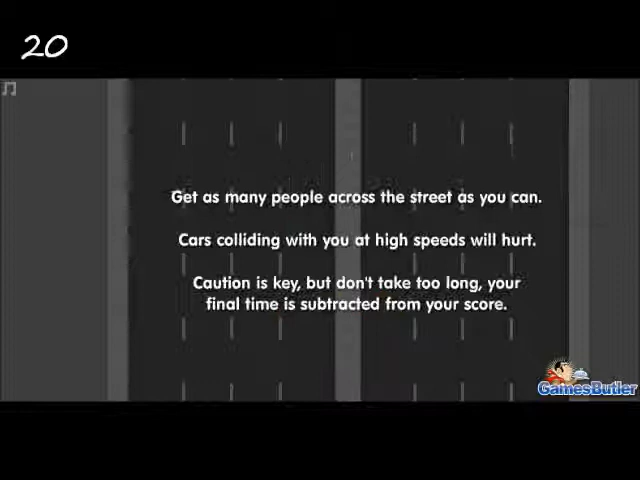 20
Get as many people across the street as you can.
Cars colliding with you at high speeds will hurt.
Caution is key, but don't take too long, your
final time is subtracted from your score.
GamesButler